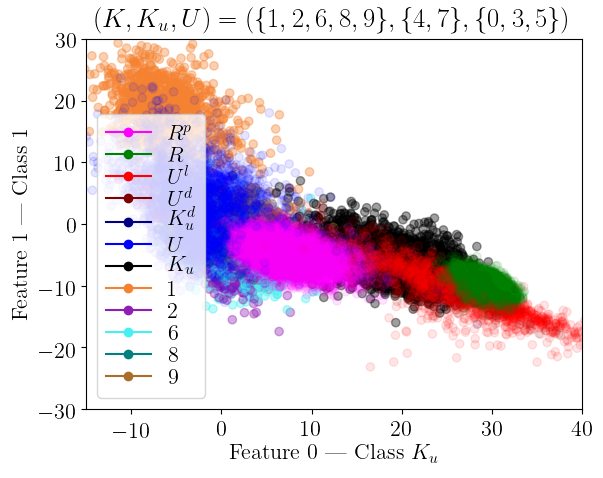 (K, K_u, U) = ({1, 2, 6, 8, 9}, {4, 7}, {0, 3, 5})
Feature 1 — Class 1
30
20
10
0
−10
−20
−30
R^p
R
U^l
U^d
K_u^d
U
K_u
1
2
6
8
9
−10 0 10 20 30 40
Feature 0 — Class K_u